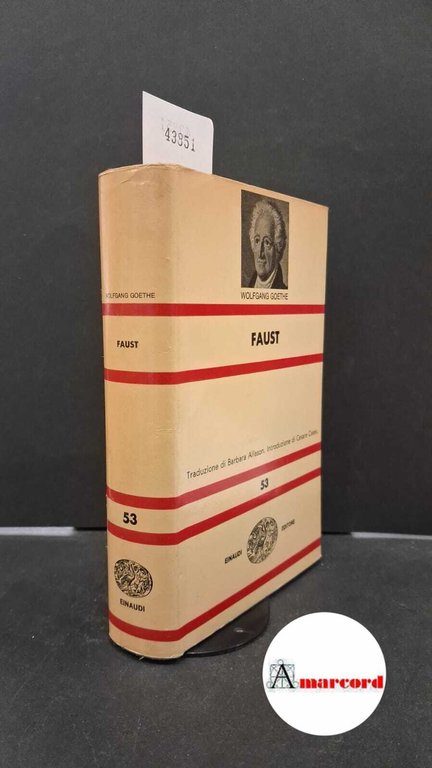 43851
WOLFGANG GOETHE
FAUST
Traduzione di Barbara Allason. Introduzione di Cesare Cases.
53
EINAUDI
EDITORE
WOLFGANG GOETHE
FAUST
53
EINAUDI
Amarcord